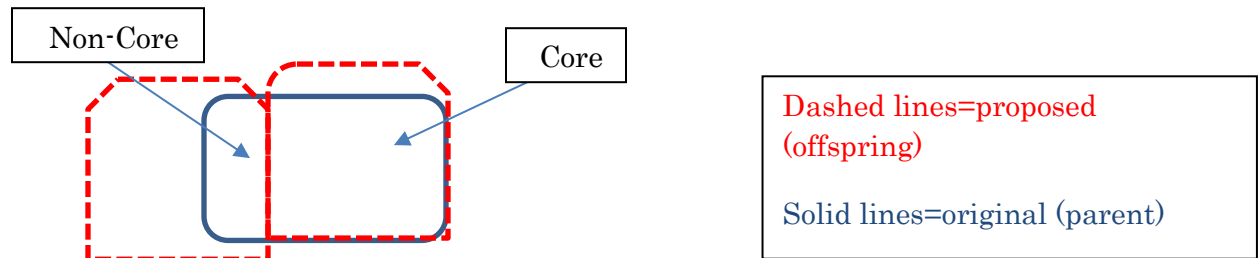 Non-Core
Core
Dashed lines=proposed
(offspring)
Solid lines=original (parent)